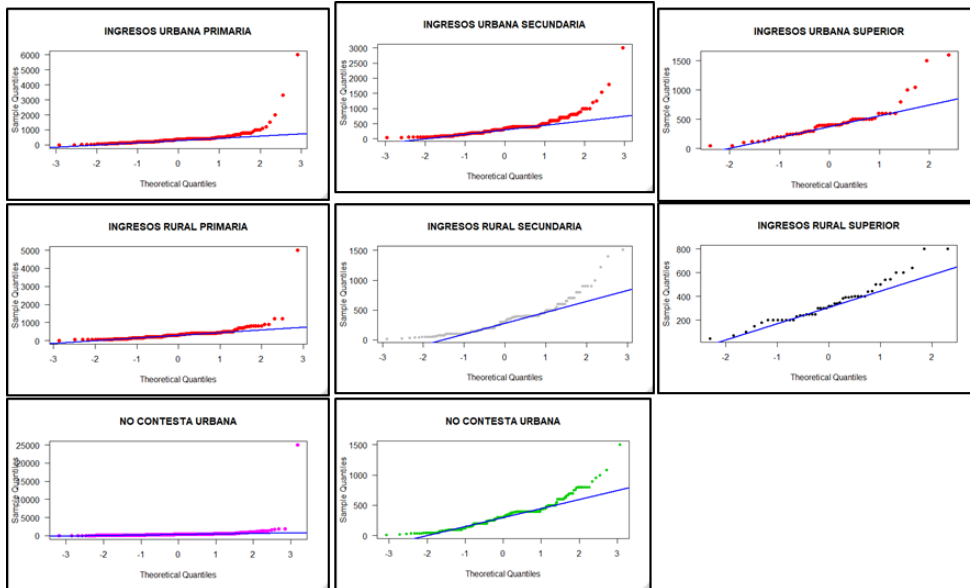 INGRESOS URBANA PRIMARIA
Sample Quantiles
6000
5000
4000
3000
2000
1000
0
-3 -2 -1 0 1 2 3
Theoretical Quantiles
INGRESOS URBANA SECUNDARIA
Sample Quantiles
3000
2500
2000
1500
1000
500
0
-3 -2 -1 0 1 2 3
Theoretical Quantiles
INGRESOS URBANA SUPERIOR
Sample Quantiles
1500
1000
500
0
-2 -1 0 1 2
Theoretical Quantiles
INGRESOS RURAL PRIMARIA
Sample Quantiles
5000
4000
3000
2000
1000
0
-3 -2 -1 0 1 2 3
Theoretical Quantiles
INGRESOS RURAL SECUNDARIA
Sample Quantiles
1500
1000
500
0
-3 -2 -1 0 1 2 3
Theoretical Quantiles
INGRESOS RURAL SUPERIOR
Sample Quantiles
800
600
400
200
-2 -1 0 1 2
Theoretical Quantiles
NO CONTESTA URBANA
Sample Quantiles
25000
20000
15000
10000
5000
0
-3 -2 -1 0 1 2 3
Theoretical Quantiles
NO CONTESTA URBANA
Sample Quantiles
1500
1000
500
0
-3 -2 -1 0 1 2 3
Theoretical Quantiles